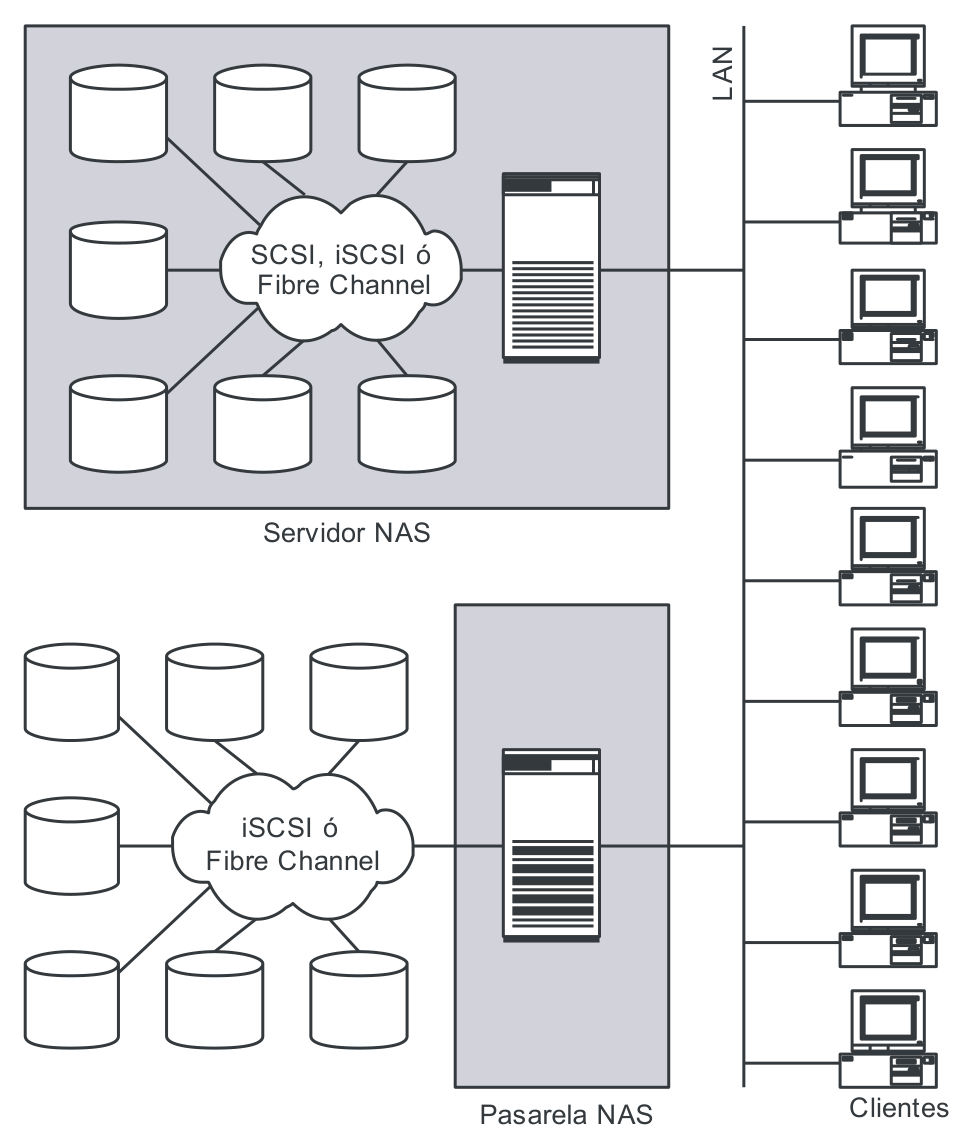 LAN
SCSI, iSCSI ó
Fibre Channel
Servidor NAS
iSCSI ó
Fibre Channel
Pasarela NAS
Clientes